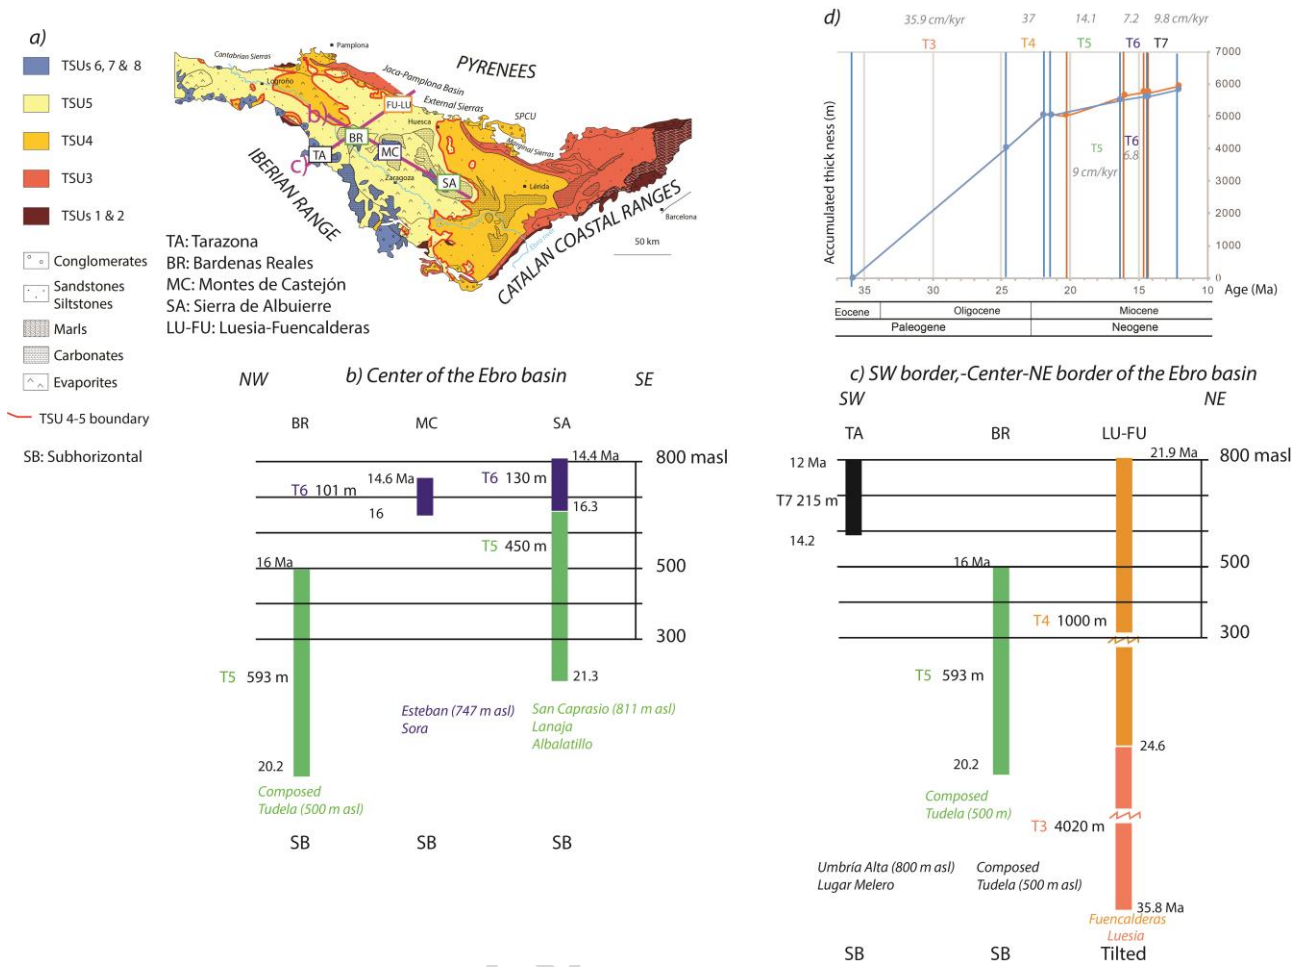 a)
TSUs 6, 7 & 8
TSU5
TSU4
TSU3
TSUs 1 & 2
Conglomerates
Sandstones
Siltstones
Marls
Carbonates
Evaporites
TSU 4-5 boundary
SB: Subhorizontal
Cantabrian Sierras
Pamplona
PYRENEES
Jaca-Pamplona Basin
Logroño
FU-LU
External Sierras
SPCU
Huesca
b)
BR
Marginal Sierras
TA
MC
c)
SA
Zaragoza
Lérida
IBERIAN RANGE
Barcelona
Ebro river
CATALAN COASTAL RANGES
50 km
TA: Tarazona
BR: Bardenas Reales
MC: Montes de Castejón
SA: Sierra de Albuierre
LU-FU: Luesia-Fuencalderas
d)
35.9 cm/kyr 37 14.1 7.2 9.8 cm/kyr
T3 T4 T5 T6 T7
7000
6000
5000
4000
3000
2000
1000
0
Accumulated thick ness (m)
T6
T5 6.8
9 cm/kyr
35 30 25 20 15 10 Age (Ma)
Eocene Oligocene Miocene
Paleogene Neogene
b) Center of the Ebro basin
NW SE
BR MC SA
14.4 Ma 800 masl
T6 101 m 14.6 Ma T6 130 m
16 16.3
T5 450 m
16 Ma 500
300
T5 593 m 21.3
Esteban (747 m asl)
Sora
San Caprasio (811 m asl)
Lanaja
Albalatillo
20.2
Composed
Tudela (500 m asl)
SB SB SB
c) SW border,-Center-NE border of the Ebro basin
SW NE
TA BR LU-FU
12 Ma 21.9 Ma 800 masl
T7 215 m
14.2
16 Ma 500
T4 1000 m
300
T5 593 m
24.6
20.2
Composed
Tudela (500 m)
T3 4020 m
Umbría Alta (800 m asl)
Lugar Melero
Composed
Tudela (500 m asl)
35.8 Ma
Fuencalderas
Luesia
SB SB Tilted